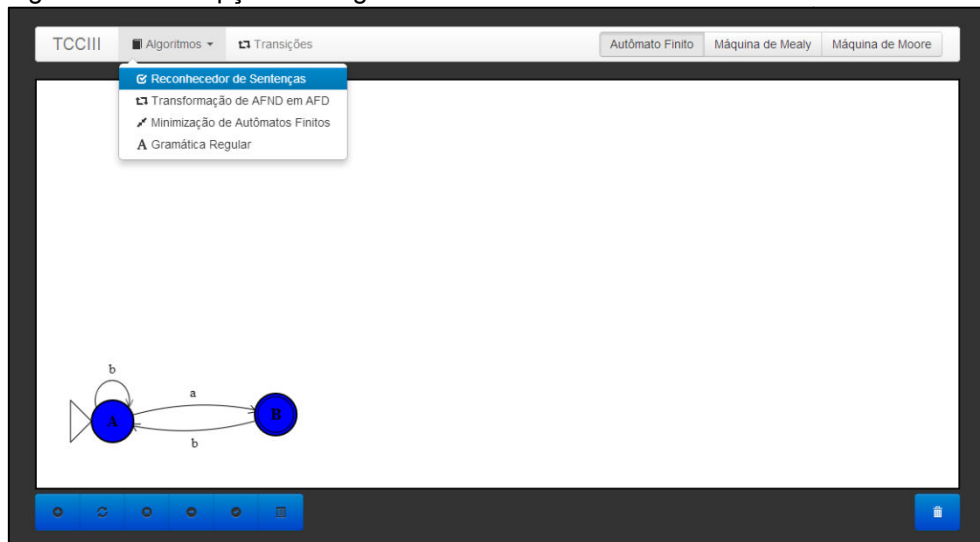 TCCIII Algoritmos Transições Autômato Finito Máquina de Mealy Máquina de Moore
Reconhecedor de Sentenças
Transformação de AFND em AFD
Minimização de Autômatos Finitos
A Gramática Regular
b
a
A B
b